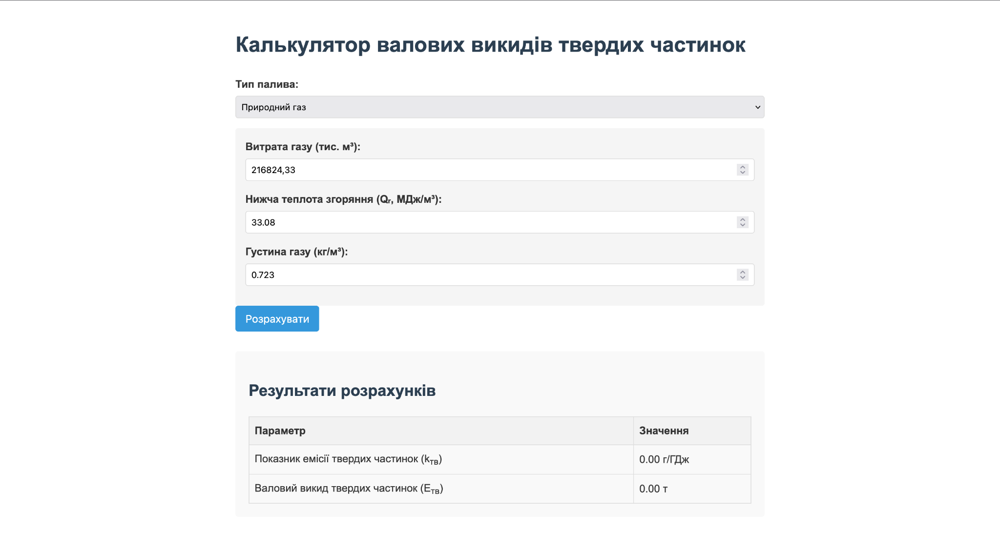 Калькулятор валових викидів твердих частинок
Тип палива:
Природний газ
Витрата газу (тис. м³):
216824,33
Нижча теплота згоряння (Qᵣ, МДж/м³):
33.08
Густина газу (кг/м³):
0.723
Розрахувати
Результати розрахунків
Параметр Значення
Показник емісії твердих частинок (kтв) 0.00 г/ГДж
Валовий викид твердих частинок (Eтв) 0.00 т